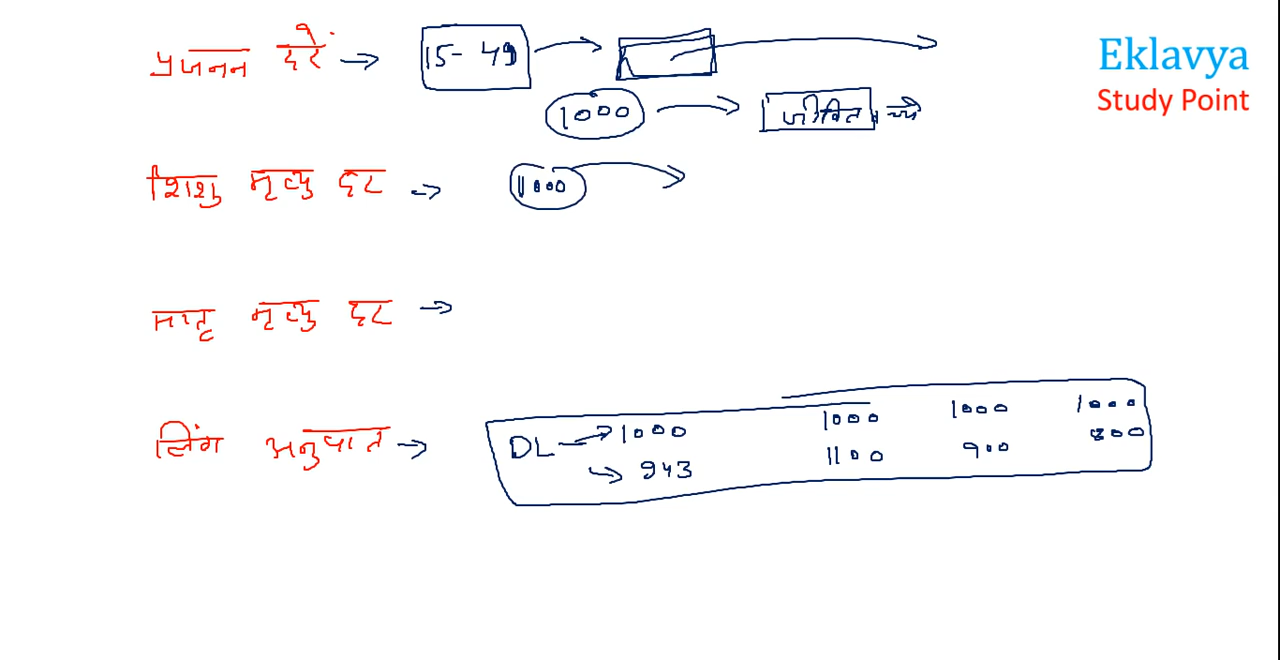 प्रजनन दर → 15-49 →
Eklavya
Study Point
1000 → जीवित →
शिशु मृत्यु दर → 1000 →
मातृ मृत्यु दर →
लिंग अनुपात → DL → 1000 1000 1000 1000
→ 943 1100 900 800